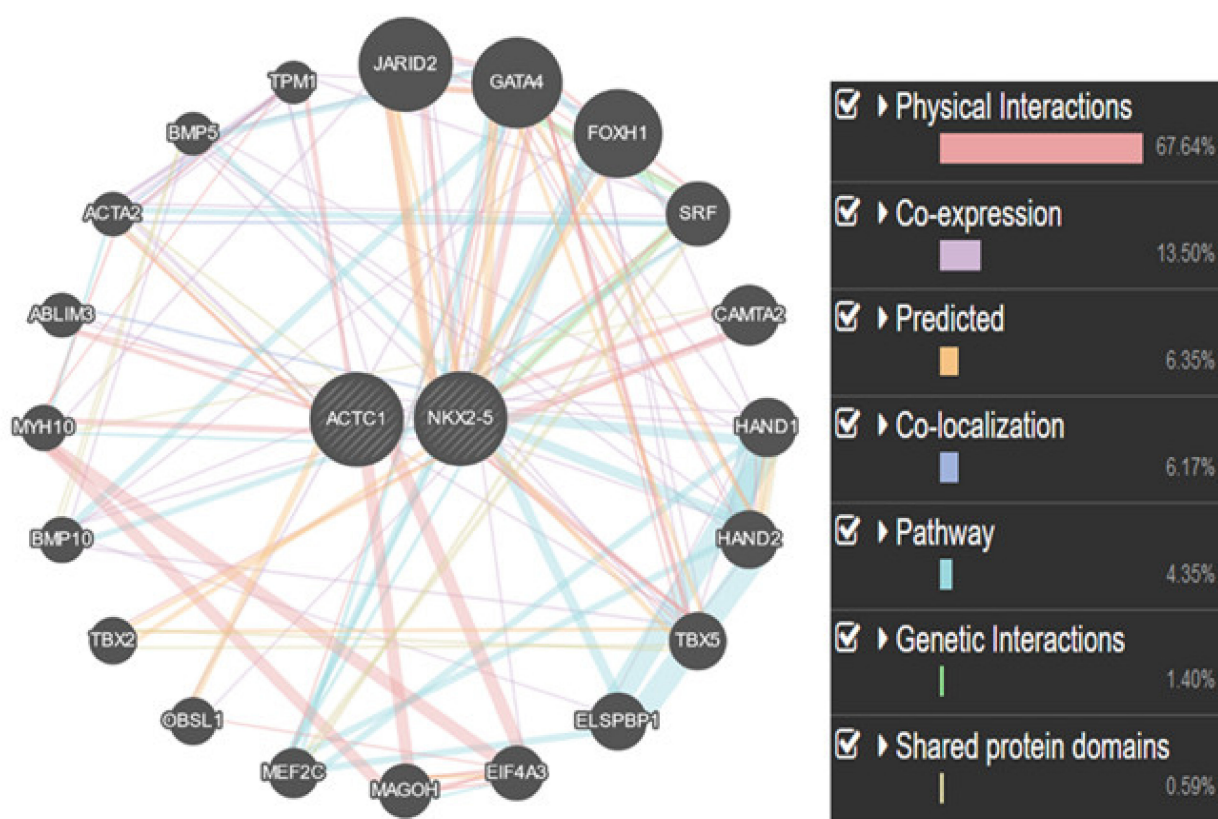 JARID2
GATA4
TPM1
FOXH1
BMP5
SRF
ACTA2
ABLIM3
CAMTA2
ACTC1
NKX2-5
MYH10
HAND1
BMP10
HAND2
TBX2
TBX5
OBSL1
ELSPBP1
MEF2C
MAGOH
EIF4A3
Physical Interactions
67.64%
Co-expression
13.50%
Predicted
6.35%
Co-localization
6.17%
Pathway
4.35%
Genetic Interactions
1.40%
Shared protein domains
0.59%